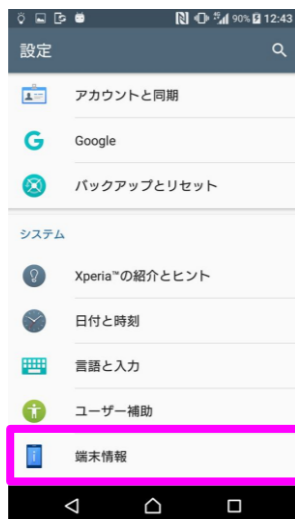 90% 12:43
設定
アカウントと同期
Google
バックアップとリセット
システム
Xperia™の紹介とヒント
日付と時刻
言語と入力
ユーザー補助
端末情報